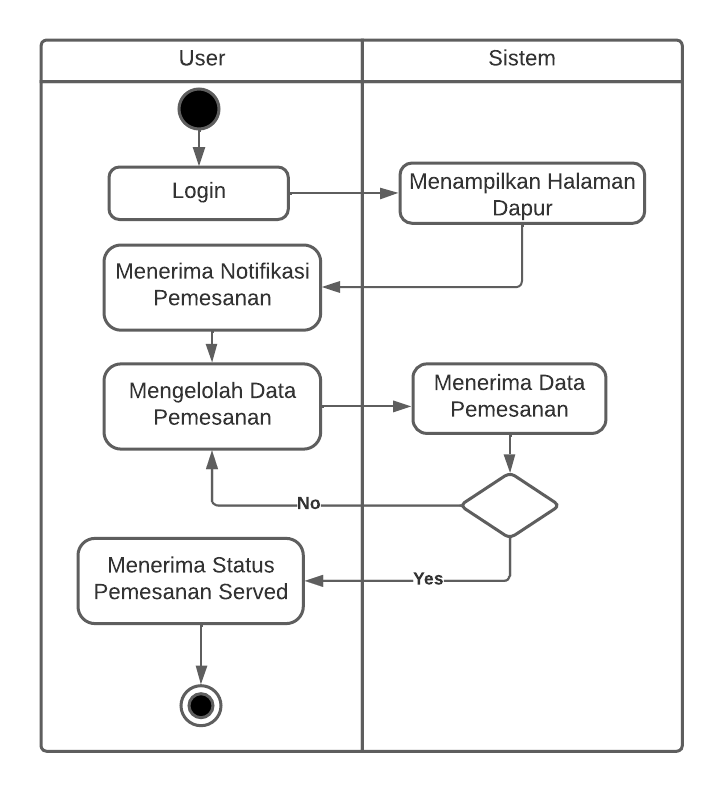 User
Sistem
Login
Menampilkan Halaman
Dapur
Menerima Notifikasi
Pemesanan
Mengelolah Data
Pemesanan
Menerima Data
Pemesanan
No
Menerima Status
Pemesanan Served
Yes